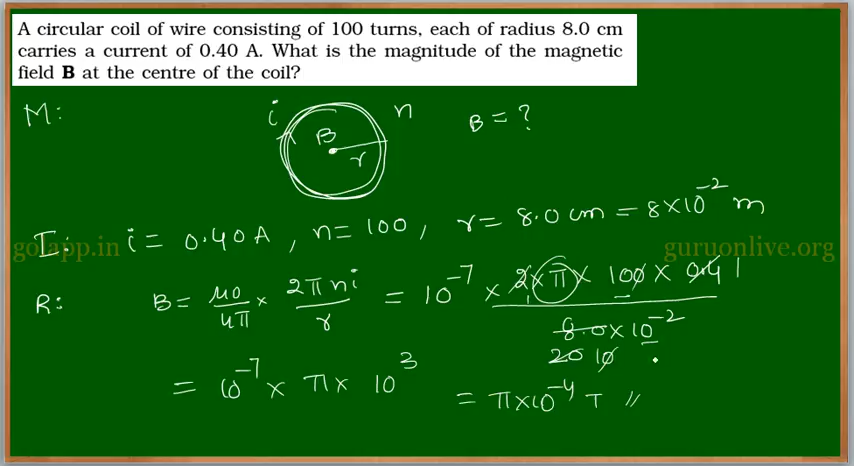 A circular coil of wire consisting of 100 turns, each of radius 8.0 cm
carries a current of 0.40 A. What is the magnitude of the magnetic
field B at the centre of the coil?
M: i B r n B = ?
I: i = 0.40A, n = 100, r = 8.0 cm = 8×10⁻² m
golapp.in guruonlive.org
R: B = μ0/4π × 2πni/r = 10⁻⁷ × 2×π × 100 × 0.4 1 / 8.0×10⁻²
20 10
= 10⁻⁷ × π × 10³ = π×10⁻⁴ T //